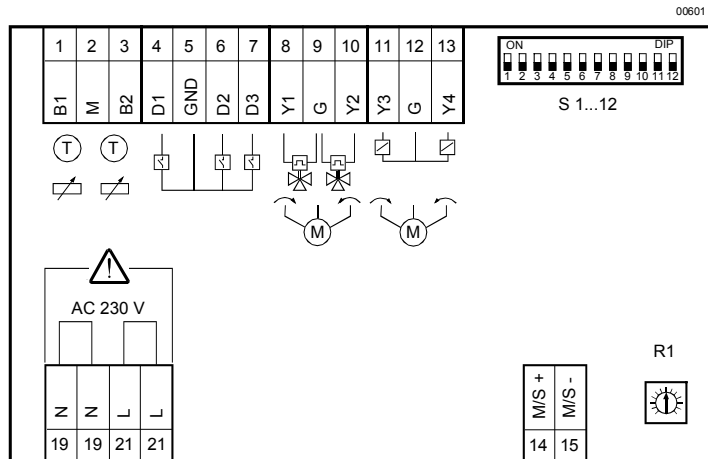 00601
1 2 3 4 5 6 7 8 9 10 11 12 13
B1 M B2 D1 GND D2 D3 Y1 G Y2 Y3 G Y4
ON DIP
1 2 3 4 5 6 7 8 9 10 11 12
S 1...12
T T
M M
AC 230 V
R1
N N L L
M/S + M/S -
19 19 21 21
14 15